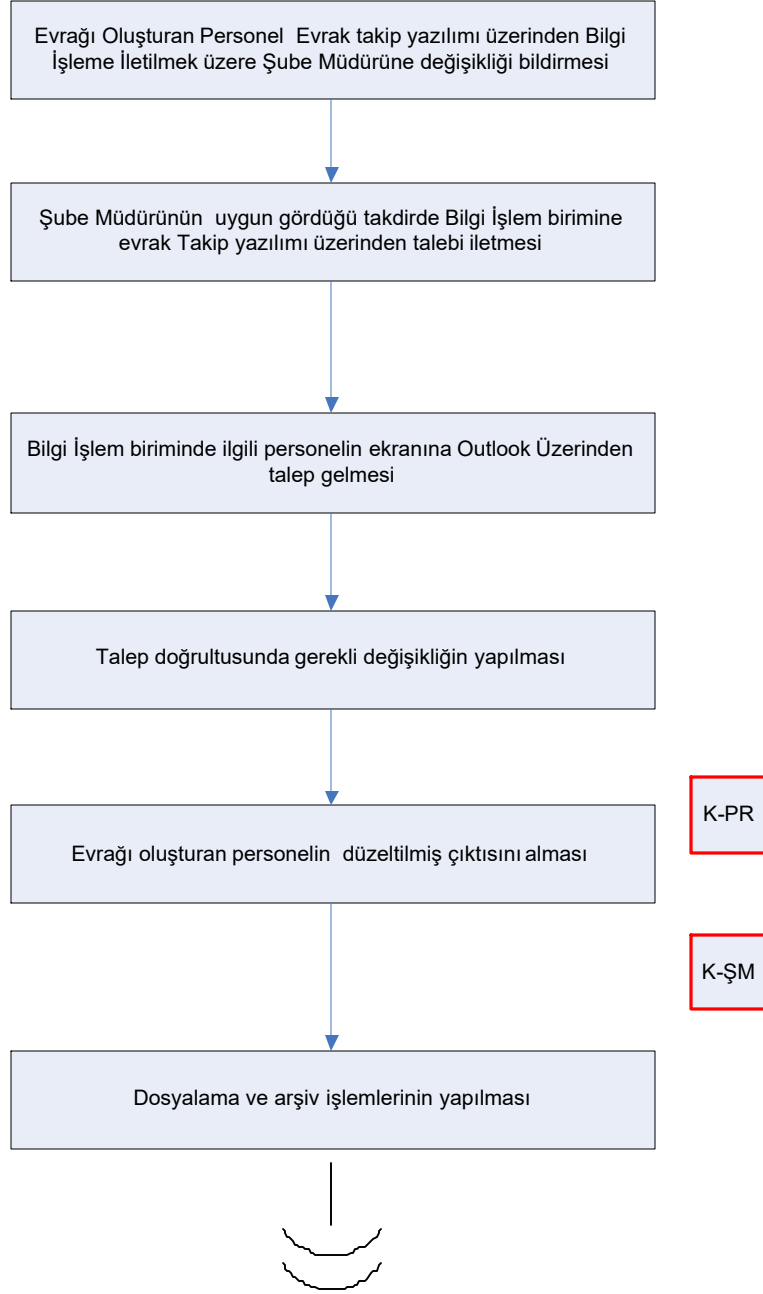 Evrağı Oluşturan Personel Evrak takip yazılımı üzerinden Bilgi
İşleme İletilmek üzere Şube Müdürüne değişikliği bildirmesi
Şube Müdürünün uygun gördüğü takdirde Bilgi İşlem birimine
evrak Takip yazılımı üzerinden talebi iletmesi
Bilgi İşlem biriminde ilgili personelin ekranına Outlook Üzerinden
talep gelmesi
Talep doğrultusunda gerekli değişikliğin yapılması
K-PR
Evrağı oluşturan personelin düzeltilmiş çıktısını alması
K-ŞM
Dosyalama ve arşiv işlemlerinin yapılması